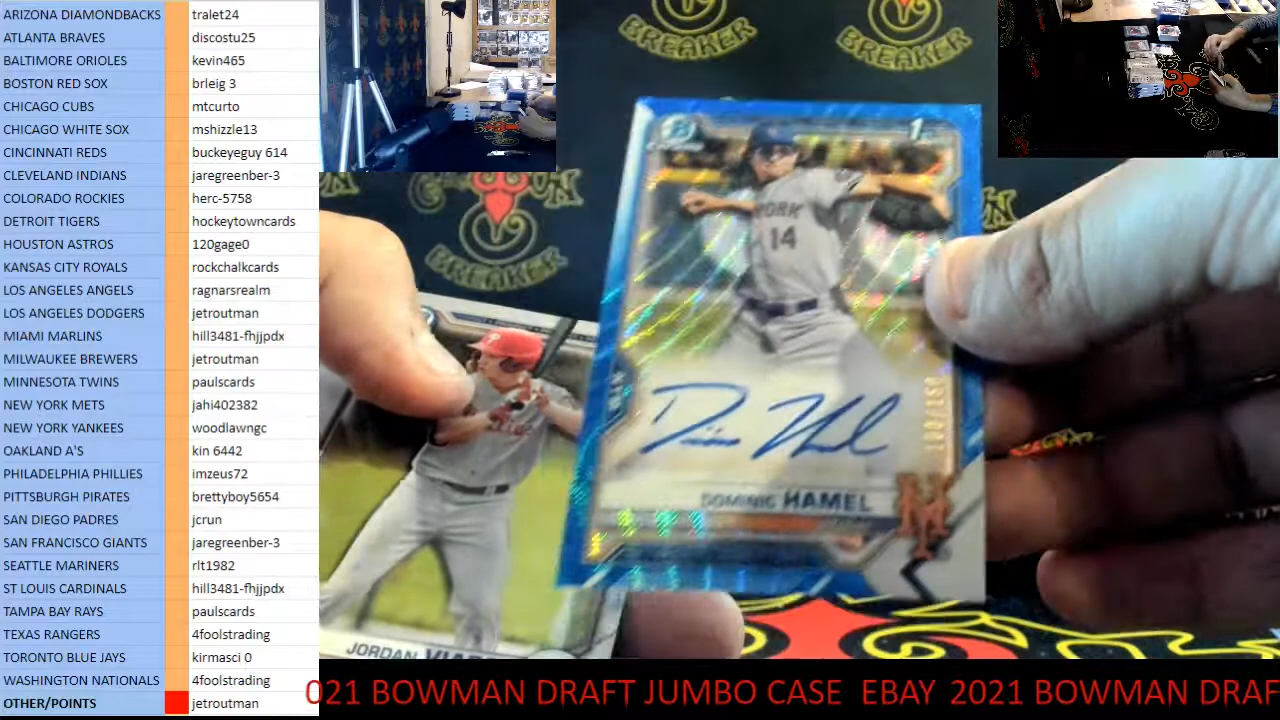 ARIZONA DIAMONDBACKS tralet24
ATLANTA BRAVES discostu25
BALTIMORE ORIOLES kevin465
BOSTON RED SOX brleig 3
CHICAGO CUBS mtcurto
CHICAGO WHITE SOX mshizzle13
CINCINNATI REDS buckeyeguy 614
CLEVELAND INDIANS jaregreenber-3
COLORADO ROCKIES herc-5758
DETROIT TIGERS hockeytowncards
HOUSTON ASTROS 120gage0
KANSAS CITY ROYALS rockchalkcards
LOS ANGELES ANGELS ragnarsrealm
LOS ANGELES DODGERS jetroutman
MIAMI MARLINS hill3481-fhjjpdx
MILWAUKEE BREWERS jetroutman
MINNESOTA TWINS paulscards
NEW YORK METS jahi402382
NEW YORK YANKEES woodlawngc
OAKLAND A'S kin 6442
PHILADELPHIA PHILLIES imzeus72
PITTSBURGH PIRATES brettyboy5654
SAN DIEGO PADRES jcrun
SAN FRANCISCO GIANTS jaregreenber-3
SEATTLE MARINERS rlt1982
ST LOUIS CARDINALS hill3481-fhjjpdx
TAMPA BAY RAYS paulscards
TEXAS RANGERS 4foolstrading
TORONTO BLUE JAYS kirmasci 0
WASHINGTON NATIONALS 4foolstrading
OTHER POINTS jetroutman
BREAKER
BREAKER
BREAKER
1
YORK
14
DOMINIC HAMEL
JORDAN
021 BOWMAN DRAFT JUMBO CASE EBAY 2021 BOWMAN DRAF